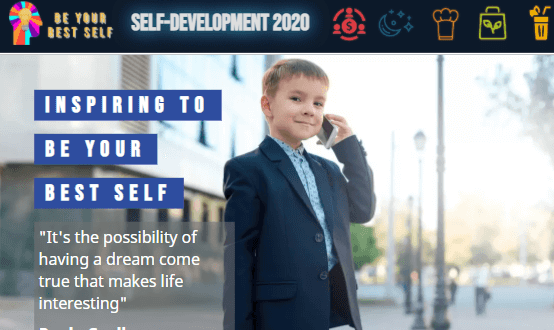 BE YOUR
BEST SELF
SELF-DEVELOPMENT 2020
INSPIRING TO
BE YOUR
BEST SELF
"It's the possibility of
having a dream come
true that makes life
interesting"